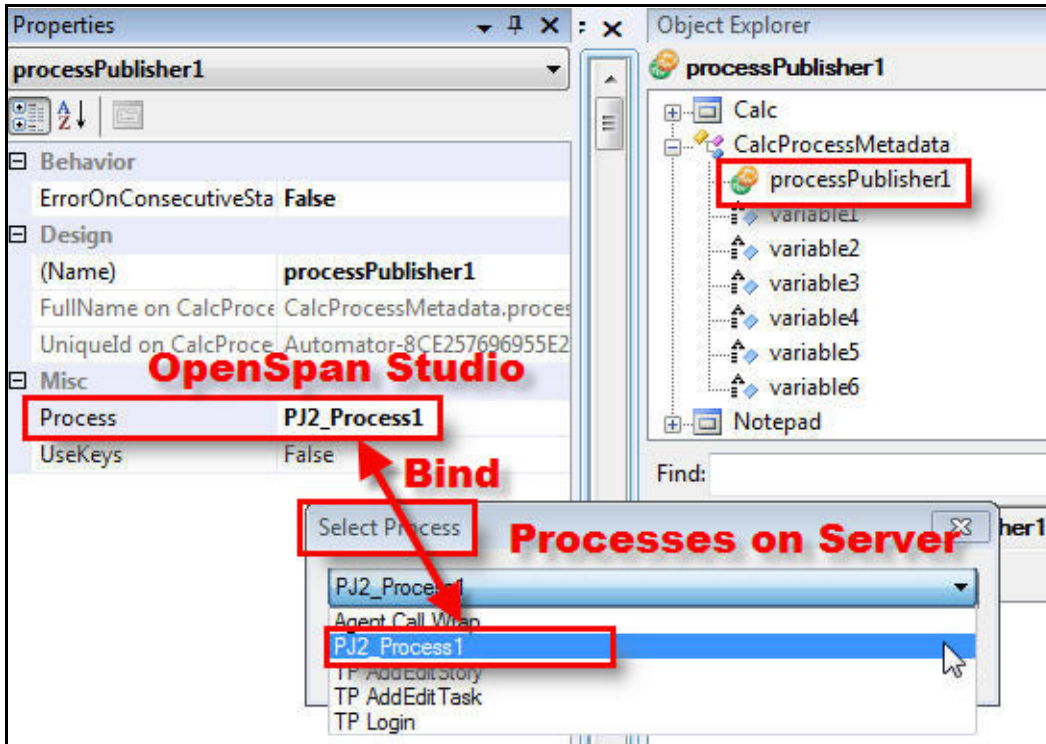 Properties
processPublisher1
Behavior
ErrorOnConsecutiveSta False
Design
(Name) processPublisher1
FullName on CalcProce CalcProcessMetadata.proces
UniqueId on CalcProce Automator-8CE257696955E2
Misc
OpenSpan Studio
Process PJ2_Process1
UseKeys False
Bind
Object Explorer
processPublisher1
Calc
CalcProcessMetadata
processPublisher1
variable1
variable2
variable3
variable4
variable5
variable6
Notepad
Find:
her1
Select Process
Processes on Server
PJ2_Process1
Agent Call Wrap
PJ2_Process1
TP AddEditStory
TP AddEditTask
TP Login